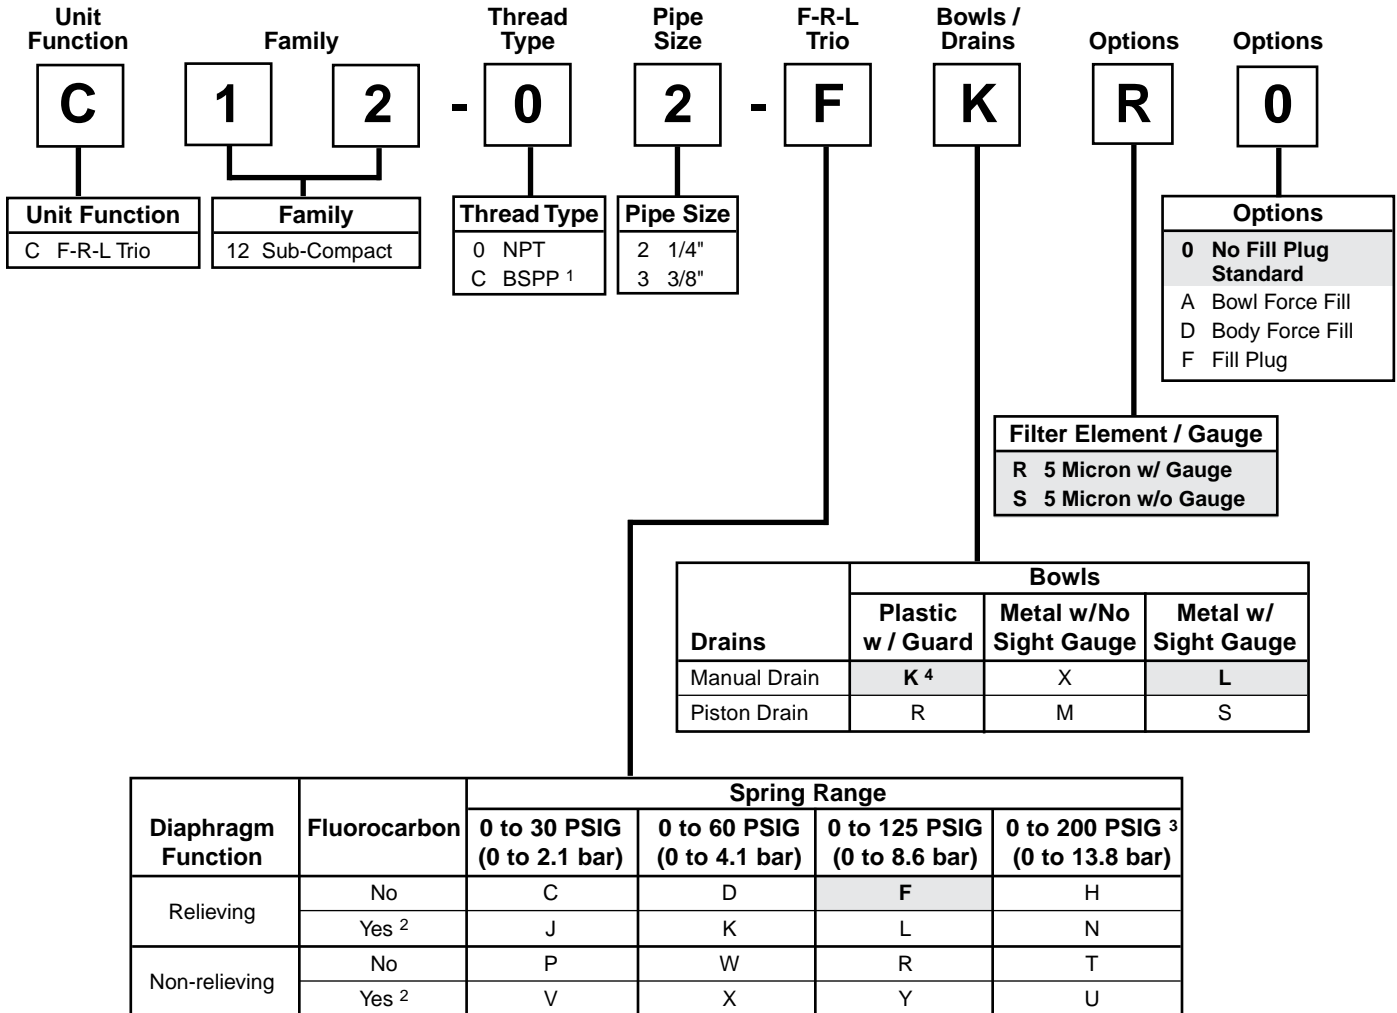 Unit Function
Family
Thread Type
Pipe Size
F-R-L Trio
Bowls / Drains
Options
Options
C 1 2 - 0 2 - F K R 0
Unit Function
C F-R-L Trio
Family
12 Sub-Compact
Thread Type
0 NPT
C BSPP 1
Pipe Size
2 1/4"
3 3/8"
Options
0 No Fill Plug
Standard
A Bowl Force Fill
D Body Force Fill
F Fill Plug
Filter Element / Gauge
R 5 Micron w/ Gauge
S 5 Micron w/o Gauge
Bowls
Drains
Plastic w / Guard
Metal w/No Sight Gauge
Metal w/ Sight Gauge
Manual Drain K 4 X L
Piston Drain R M S
Spring Range
Diaphragm Function
Fluorocarbon
0 to 30 PSIG (0 to 2.1 bar)
0 to 60 PSIG (0 to 4.1 bar)
0 to 125 PSIG (0 to 8.6 bar)
0 to 200 PSIG 3 (0 to 13.8 bar)
Relieving
No C D F H
Yes 2 J K L N
Non-relieving
No P W R T
Yes 2 V X Y U